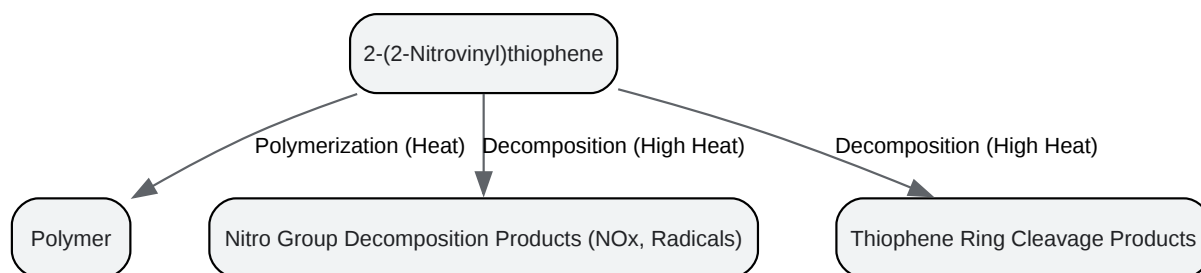 2-(2-Nitrovinyl)thiophene
Polymerization (Heat)
Decomposition (High Heat)
Decomposition (High Heat)
Polymer
Nitro Group Decomposition Products (NOx, Radicals)
Thiophene Ring Cleavage Products